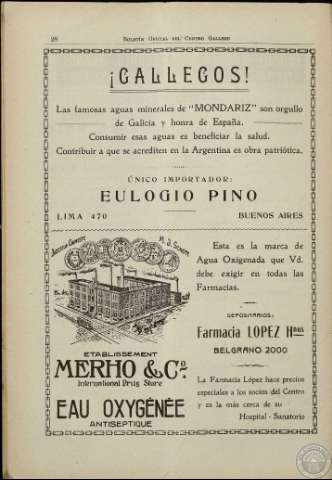 28
BOLETÍN OFICIAL DEL CENTRO GALLEGO
¡GALLEGOS!
Las famosas aguas minerales de "MONDARIZ" son orgullo
de Galicia y honra de España.
Consumir esas aguas es beneficiar la salud.
Contribuir a que se acrediten en la Argentina es obra patriótica.
ÚNICO IMPORTADOR:
EULOGIO PINO
LIMA 470
BUENOS AIRES
ETABLISSEMENT
MERHO & Co.
International Drug Store
EAU OXYGÉNÉE
ANTISEPTIQUE
Esta es la marca de
Agua Oxigenada que Vd.
debe exigir en todas las
Farmacias.
DEPOSITARIOS:
Farmacia LÓPEZ Hnos
BELGRANO 2000
La Farmacia López hace precios
especiales a los socios del Centro
y es la más cerca de su
Hospital - Sanatorio